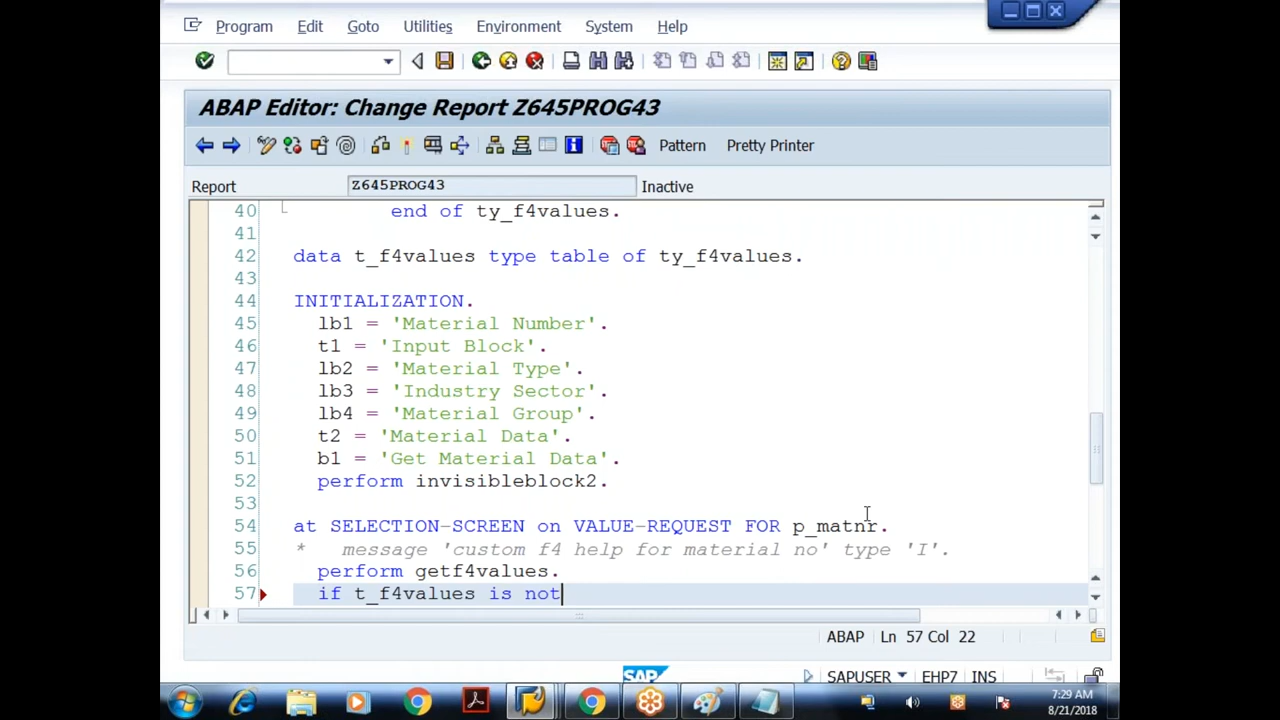 Program Edit Goto Utilities Environment System Help
ABAP Editor: Change Report Z645PROG43
Pattern Pretty Printer
Report Z645PROG43 Inactive
40 end of ty_f4values.
41
42 data t_f4values type table of ty_f4values.
43
44 INITIALIZATION.
45 lb1 = 'Material Number'.
46 t1 = 'Input Block'.
47 lb2 = 'Material Type'.
48 lb3 = 'Industry Sector'.
49 lb4 = 'Material Group'.
50 t2 = 'Material Data'.
51 b1 = 'Get Material Data'.
52 perform invisibleblock2.
53
54 at SELECTION-SCREEN on VALUE-REQUEST FOR p_matnr.
55 * message 'custom f4 help for material no' type 'I'.
56 perform getf4values.
57 if t_f4values is not
ABAP Ln 57 Col 22
SAP SAPUSER EHP7 INS
7:29 AM
8/21/2018